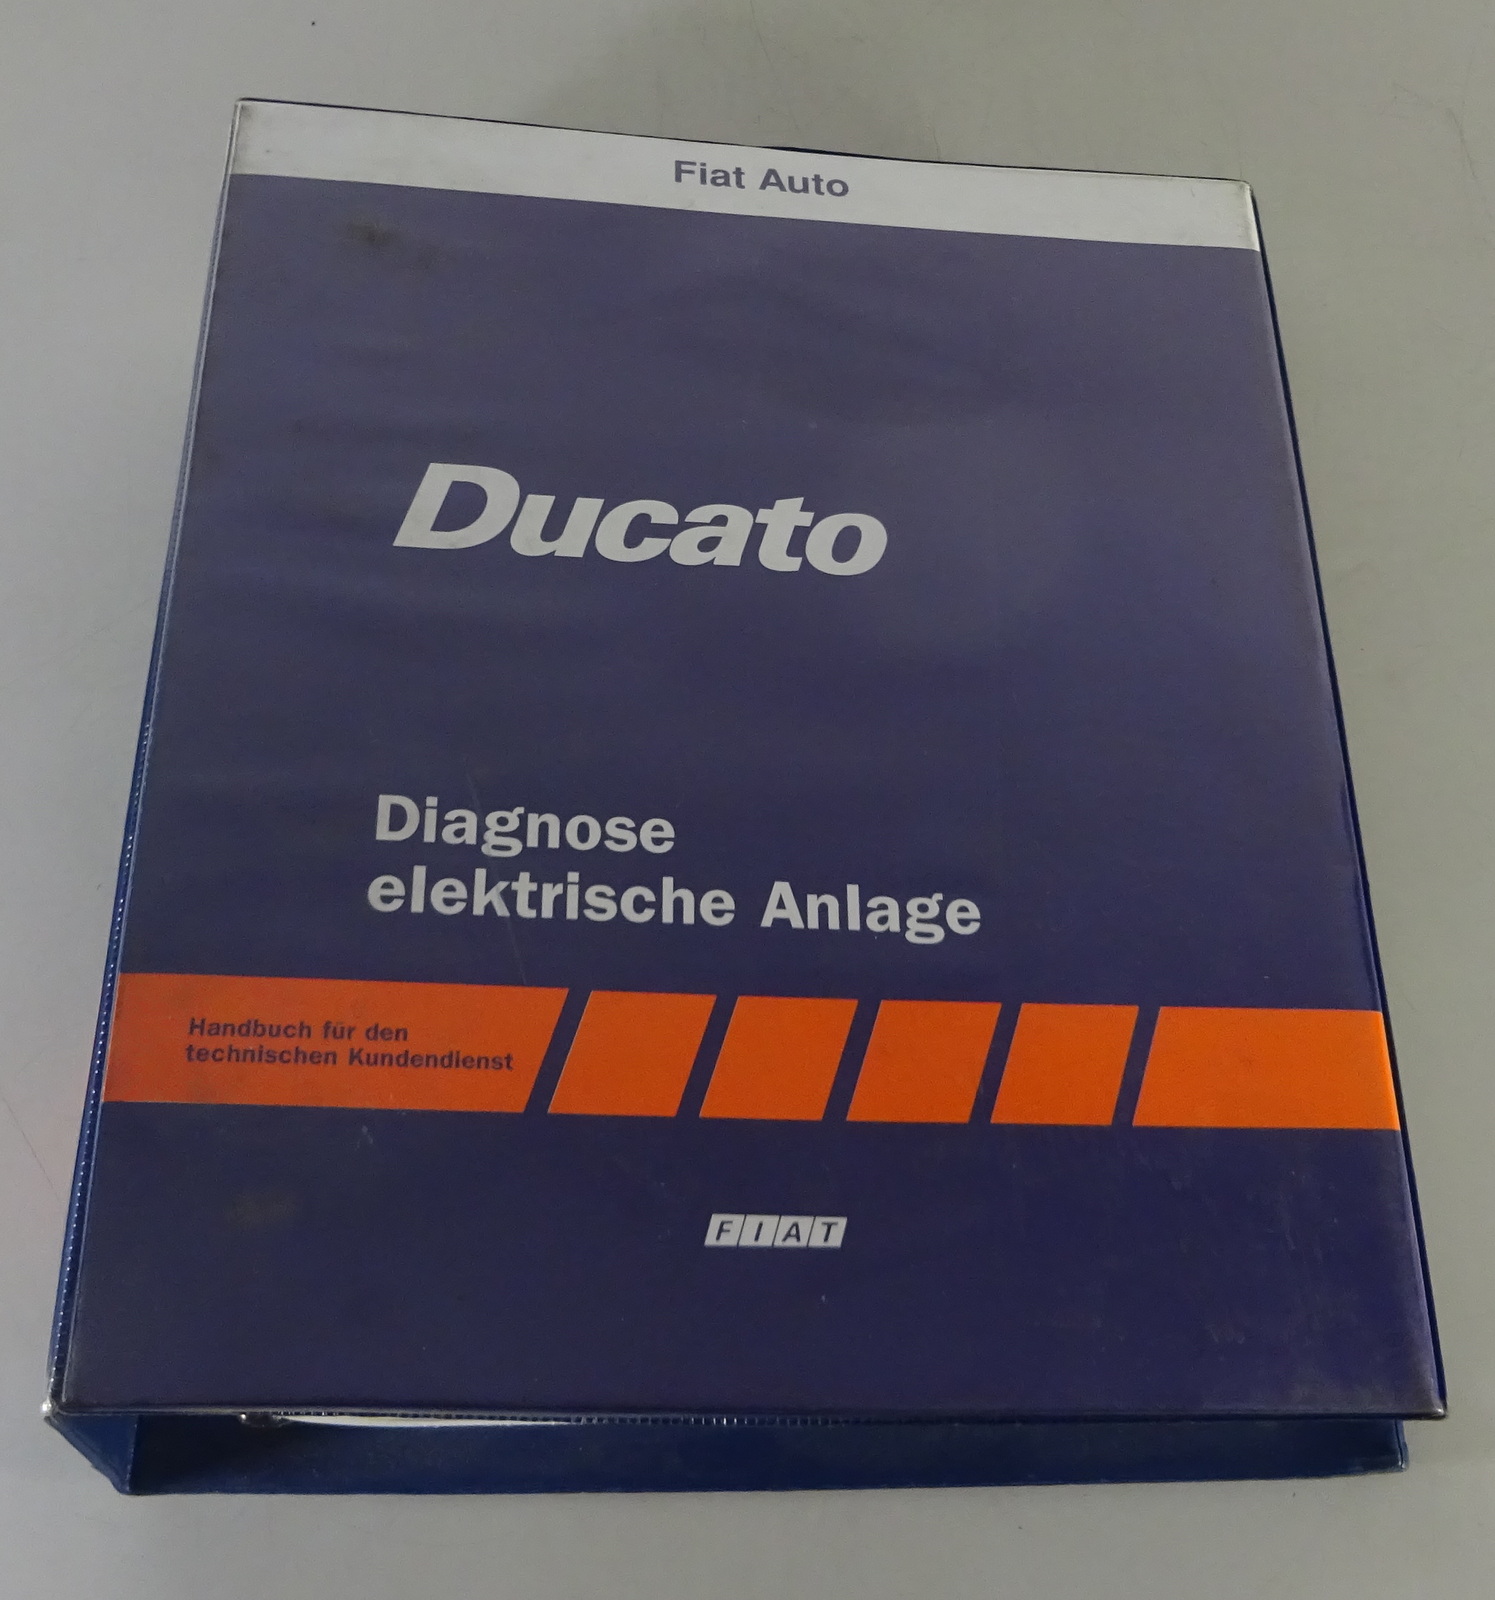 Fiat Auto
Ducato
Diagnose
elektrische Anlage
Handbuch für den
technischen Kundendienst
FIAT